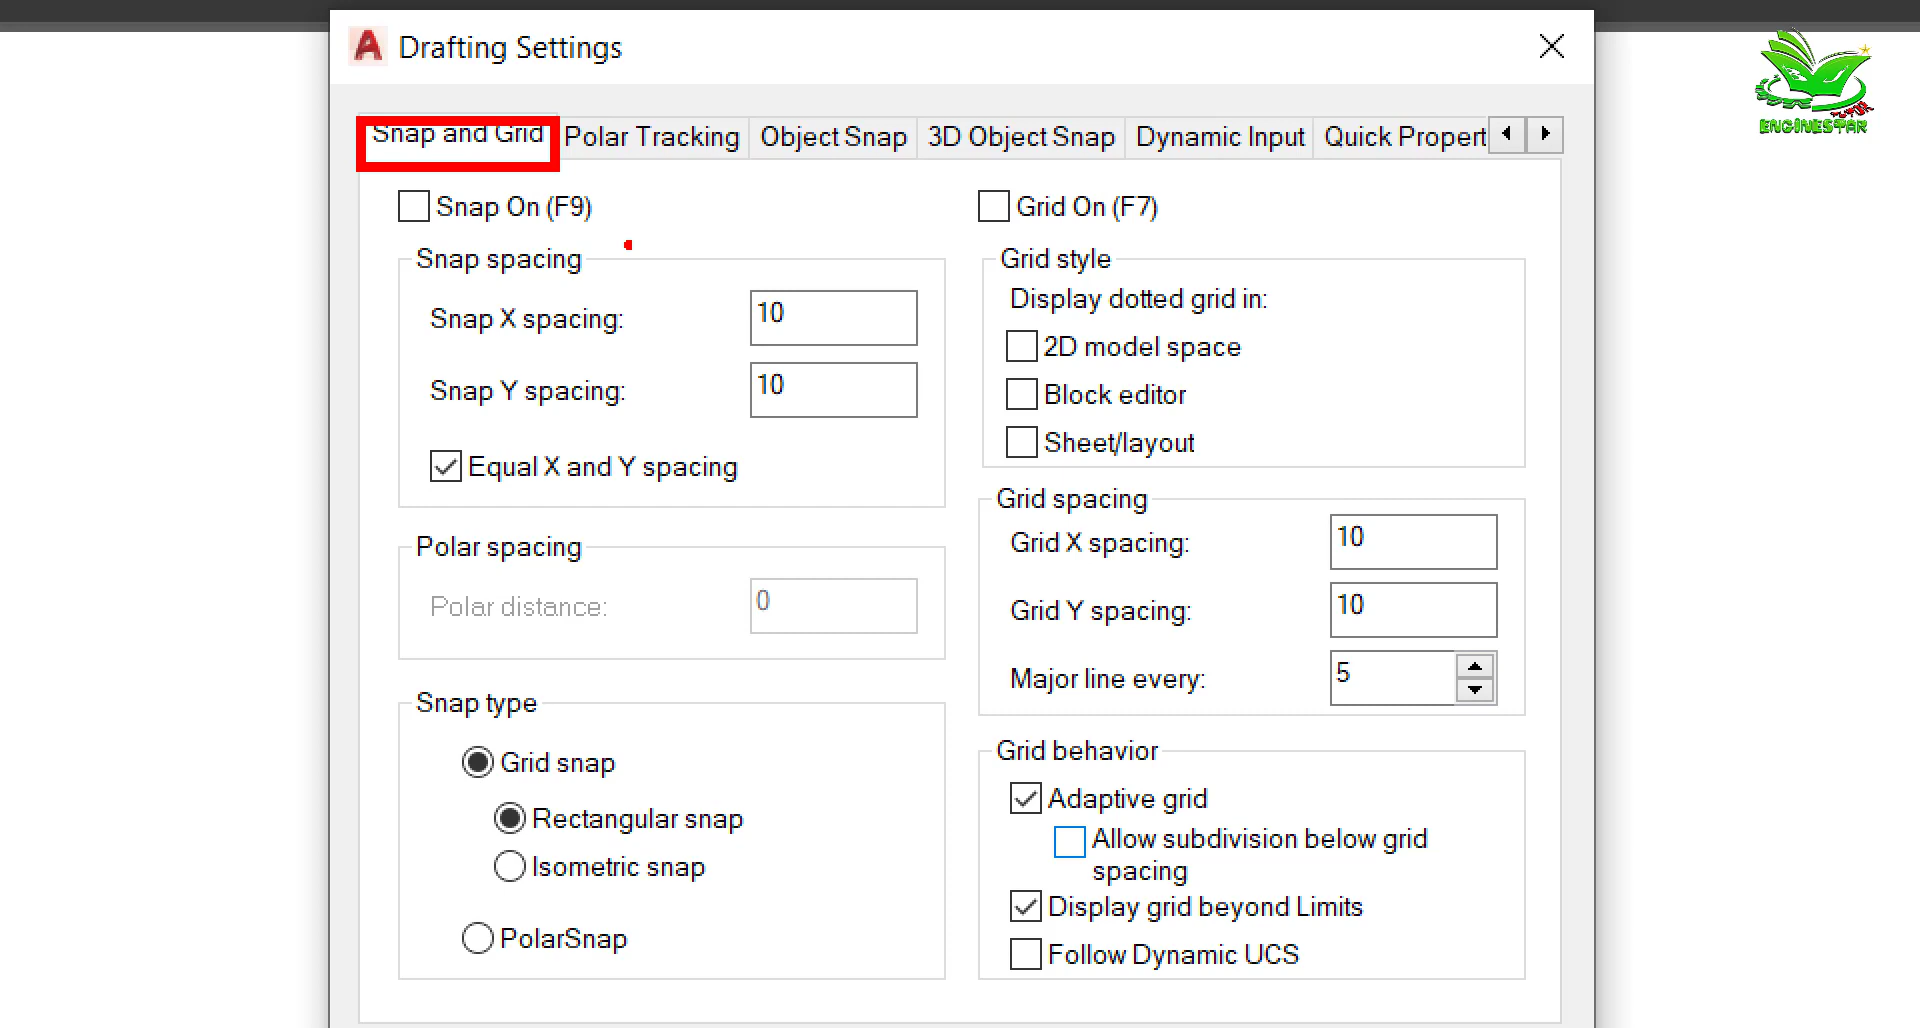 Drafting Settings
Snap and Grid
Polar Tracking
Object Snap
3D Object Snap
Dynamic Input
Quick Propert
Snap On (F9)
Snap spacing
Snap X spacing:
10
Snap Y spacing:
10
Equal X and Y spacing
Polar spacing
Polar distance:
0
Snap type
Grid snap
Rectangular snap
Isometric snap
PolarSnap
Grid On (F7)
Grid style
Display dotted grid in:
2D model space
Block editor
Sheet/layout
Grid spacing
Grid X spacing:
10
Grid Y spacing:
10
Major line every:
5
Grid behavior
Adaptive grid
Allow subdivision below grid
spacing
Display grid beyond Limits
Follow Dynamic UCS
TUTOR
ENGINESTAR